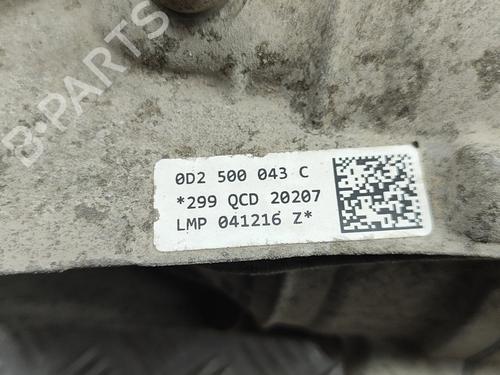 B-PARTS
0D2 500 043 C
*299 QCD 20207
LMP 041216 Z*